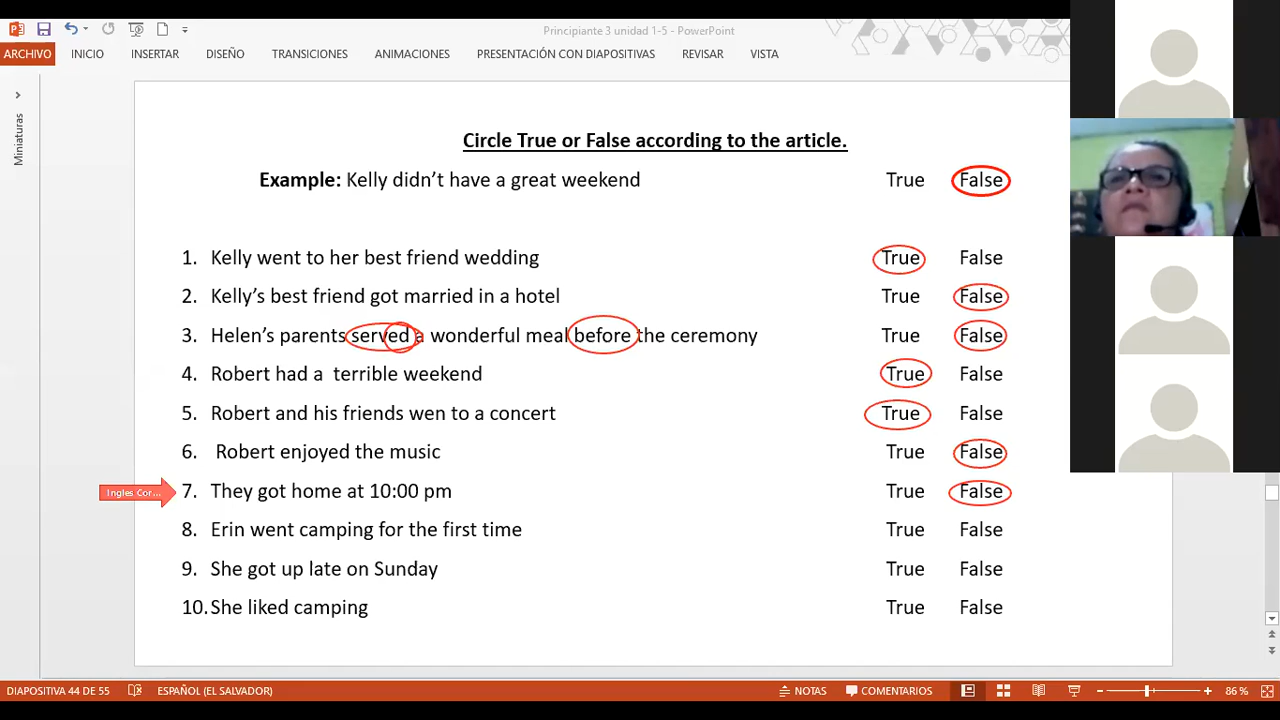 Principiante 3 unidad 1-5 - PowerPoint
ARCHIVO INICIO INSERTAR DISEÑO TRANSICIONES ANIMACIONES PRESENTACIÓN CON DIAPOSITIVAS REVISAR VISTA
Miniaturas
Circle True or False according to the article.
Example: Kelly didn't have a great weekend True False
1. Kelly went to her best friend wedding True False
2. Kelly's best friend got married in a hotel True False
3. Helen's parents served a wonderful meal before the ceremony True False
4. Robert had a terrible weekend True False
5. Robert and his friends wen to a concert True False
6. Robert enjoyed the music True False
Ingles Cor... 7. They got home at 10:00 pm True False
8. Erin went camping for the first time True False
9. She got up late on Sunday True False
10. She liked camping True False
DIAPOSITIVA 44 DE 55 ESPAÑOL (EL SALVADOR) NOTAS COMENTARIOS 86 %